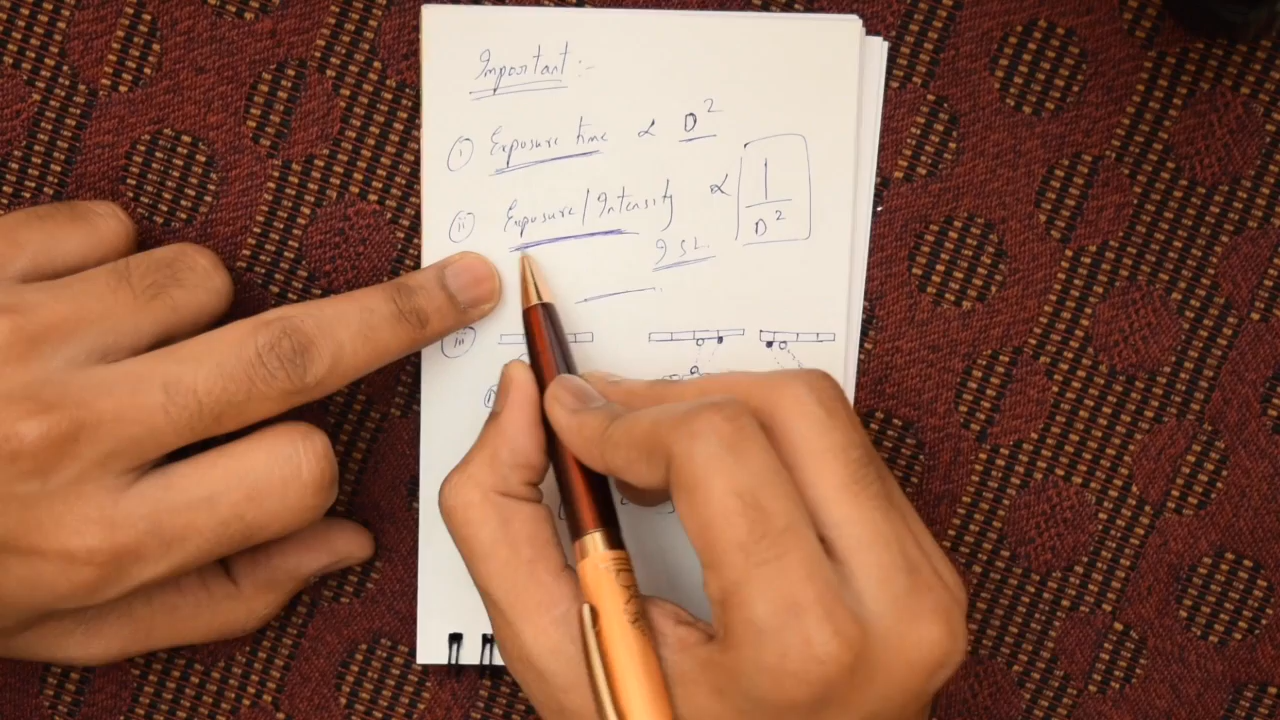 Important :-
(i) Exposure time ∝ D²
(ii) Exposure/Intensity ∝ 1/D²
ISL.
(iii)